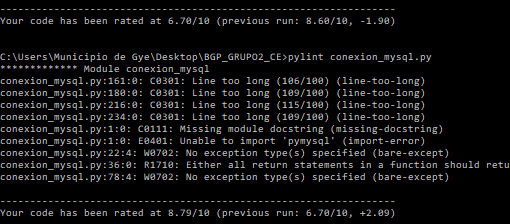 ------------------------------------------------------------------
Your code has been rated at 6.70/10 (previous run: 8.60/10, -1.90)
C:\Users\Municipio de Gye\Desktop\BGP_GRUPO2_CE>pylint conexion_mysql.py
************* Module conexion_mysql
conexion_mysql.py:161:0: C0301: Line too long (106/100) (line-too-long)
conexion_mysql.py:180:0: C0301: Line too long (109/100) (line-too-long)
conexion_mysql.py:216:0: C0301: Line too long (115/100) (line-too-long)
conexion_mysql.py:234:0: C0301: Line too long (109/100) (line-too-long)
conexion_mysql.py:1:0: C0111: Missing module docstring (missing-docstring)
conexion_mysql.py:1:0: E0401: Unable to import 'pymysql' (import-error)
conexion_mysql.py:22:4: W0702: No exception type(s) specified (bare-except)
conexion_mysql.py:36:0: R1710: Either all return statements in a function should retu
conexion_mysql.py:78:4: W0702: No exception type(s) specified (bare-except)
------------------------------------------------------------------
Your code has been rated at 8.79/10 (previous run: 6.70/10, +2.09)